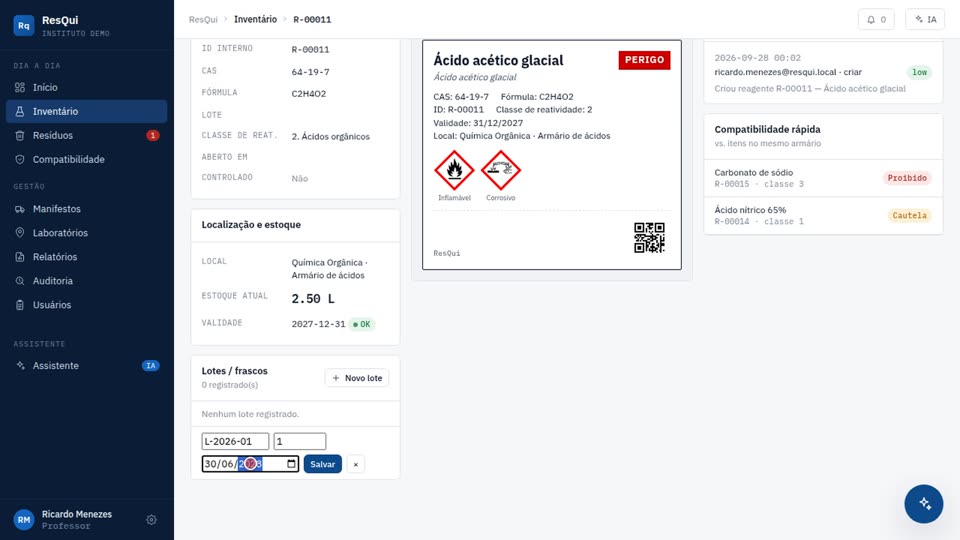 Rq
ResQui
INSTITUTO DEMO
DIA A DIA
Início
Inventário
Resíduos
1
Compatibilidade
GESTÃO
Manifestos
Laboratórios
Relatórios
Auditoria
Usuários
ASSISTENTE
Assistente
IA
RM
Ricardo Menezes
Professor
ResQui
Inventário
R-00011
0
IA
ID INTERNO
R-00011
CAS
64-19-7
FÓRMULA
C2H4O2
LOTE
CLASSE DE REAT.
2. Ácidos orgânicos
ABERTO EM
CONTROLADO
Não
Localização e estoque
LOCAL
Química Orgânica ·
Armário de ácidos
ESTOQUE ATUAL
2.50 L
VALIDADE
2027-12-31
OK
Lotes / frascos
0 registrado(s)
+ Novo lote
Nenhum lote registrado.
L-2026-01
1
30/06/
Salvar
×
Ácido acético glacial
PERIGO
Ácido acético glacial
CAS: 64-19-7 Fórmula: C2H4O2
ID: R-00011 Classe de reatividade: 2
Validade: 31/12/2027
Local: Química Orgânica · Armário de ácidos
Inflamável
Corrosivo
ResQui
2026-09-28 00:02
ricardo.menezes@resqui.local · criar
low
Criou reagente R-00011 — Ácido acético glacial
Compatibilidade rápida
vs. itens no mesmo armário
Carbonato de sódio
R-00015 · classe 3
Proibido
Ácido nítrico 65%
R-00014 · classe 1
Cautela